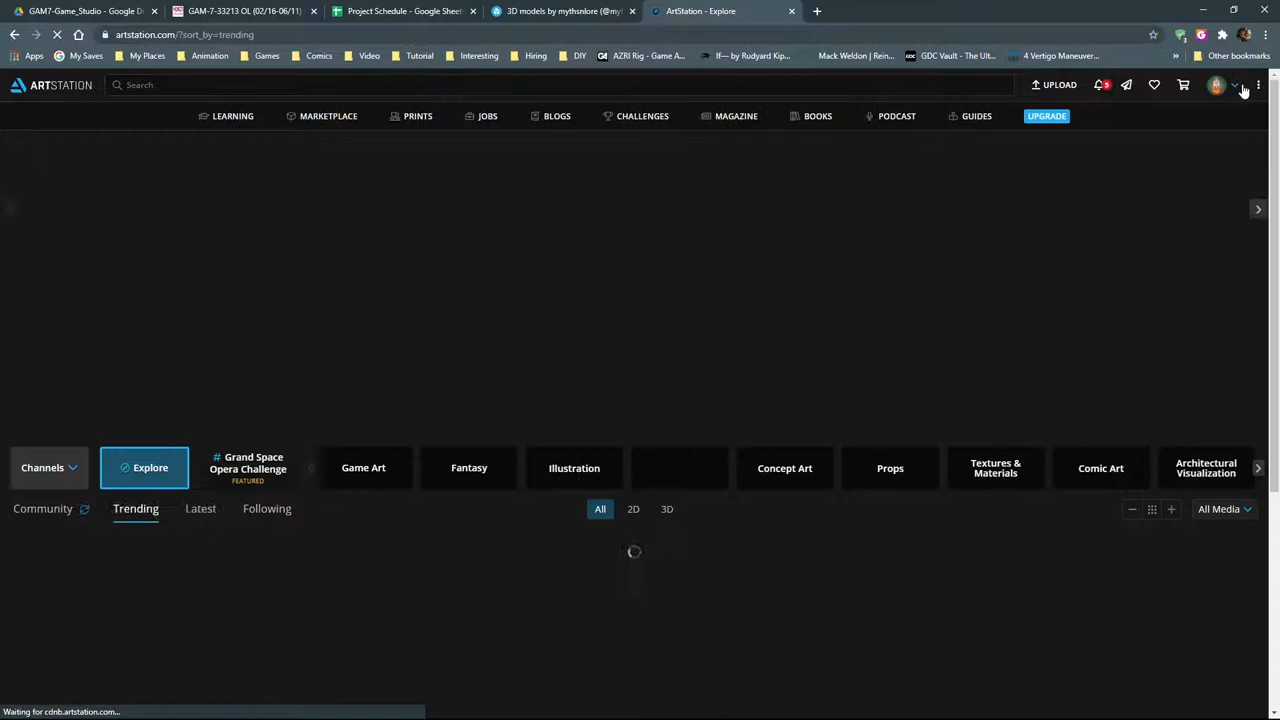 GAM7-Game_Studio - Google D
GAM-7-33213 OL (02/16-06/11)
Project Schedule - Google Sheet
3D models by mythsnlore (@myt
ArtStation - Explore
artstation.com/?sort_by=trending
Apps
My Saves
My Places
Animation
Games
Comics
Video
Tutorial
Interesting
Hiring
DIY
AZRI Rig - Game A...
If— by Rudyard Kip...
Mack Weldon | Rein...
GDC Vault - The Ult...
4 Vertigo Maneuver...
»
Other bookmarks
ARTSTATION
Search
UPLOAD
5
LEARNING
MARKETPLACE
PRINTS
JOBS
BLOGS
CHALLENGES
MAGAZINE
BOOKS
PODCAST
GUIDES
UPGRADE
Channels
Explore
# Grand Space
Opera Challenge
FEATURED
Game Art
Fantasy
Illustration
Concept Art
Props
Textures &
Materials
Comic Art
Architectural
Visualization
Community
Trending
Latest
Following
All
2D
3D
All Media
Waiting for cdnb.artstation.com...